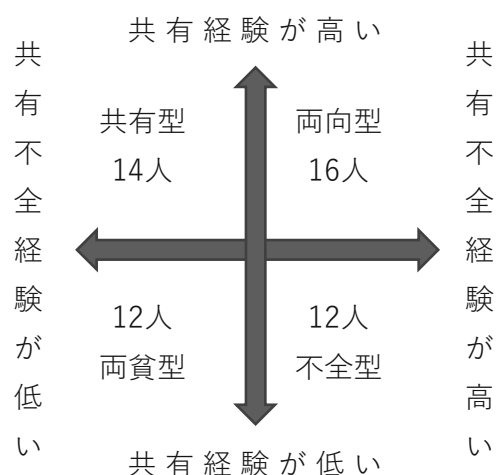 共有経験が高い
共有不全経験が低い
共有型
14人
両向型
16人
12人
両貧型
12人
不全型
共有不全経験が高い
共有経験が低い